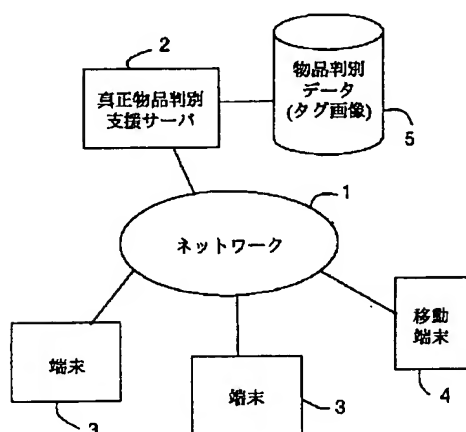 2
真正物品判別
支援サーバ
物品判別
データ
(タグ画像)
5
1
ネットワーク
端末
3
端末
3
移動
端末
4